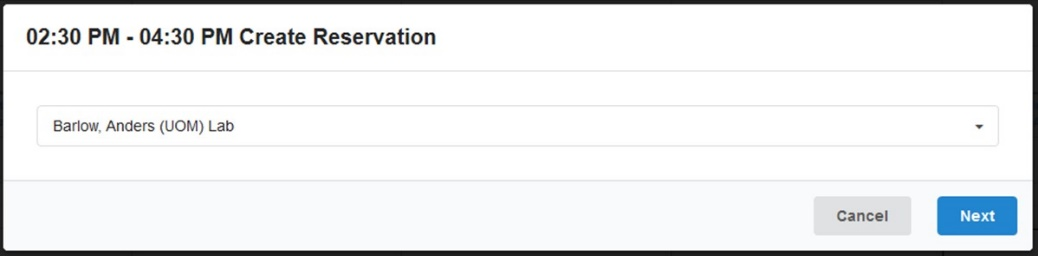 02:30 PM - 04:30 PM Create Reservation
Barlow, Anders (UOM) Lab
Cancel Next